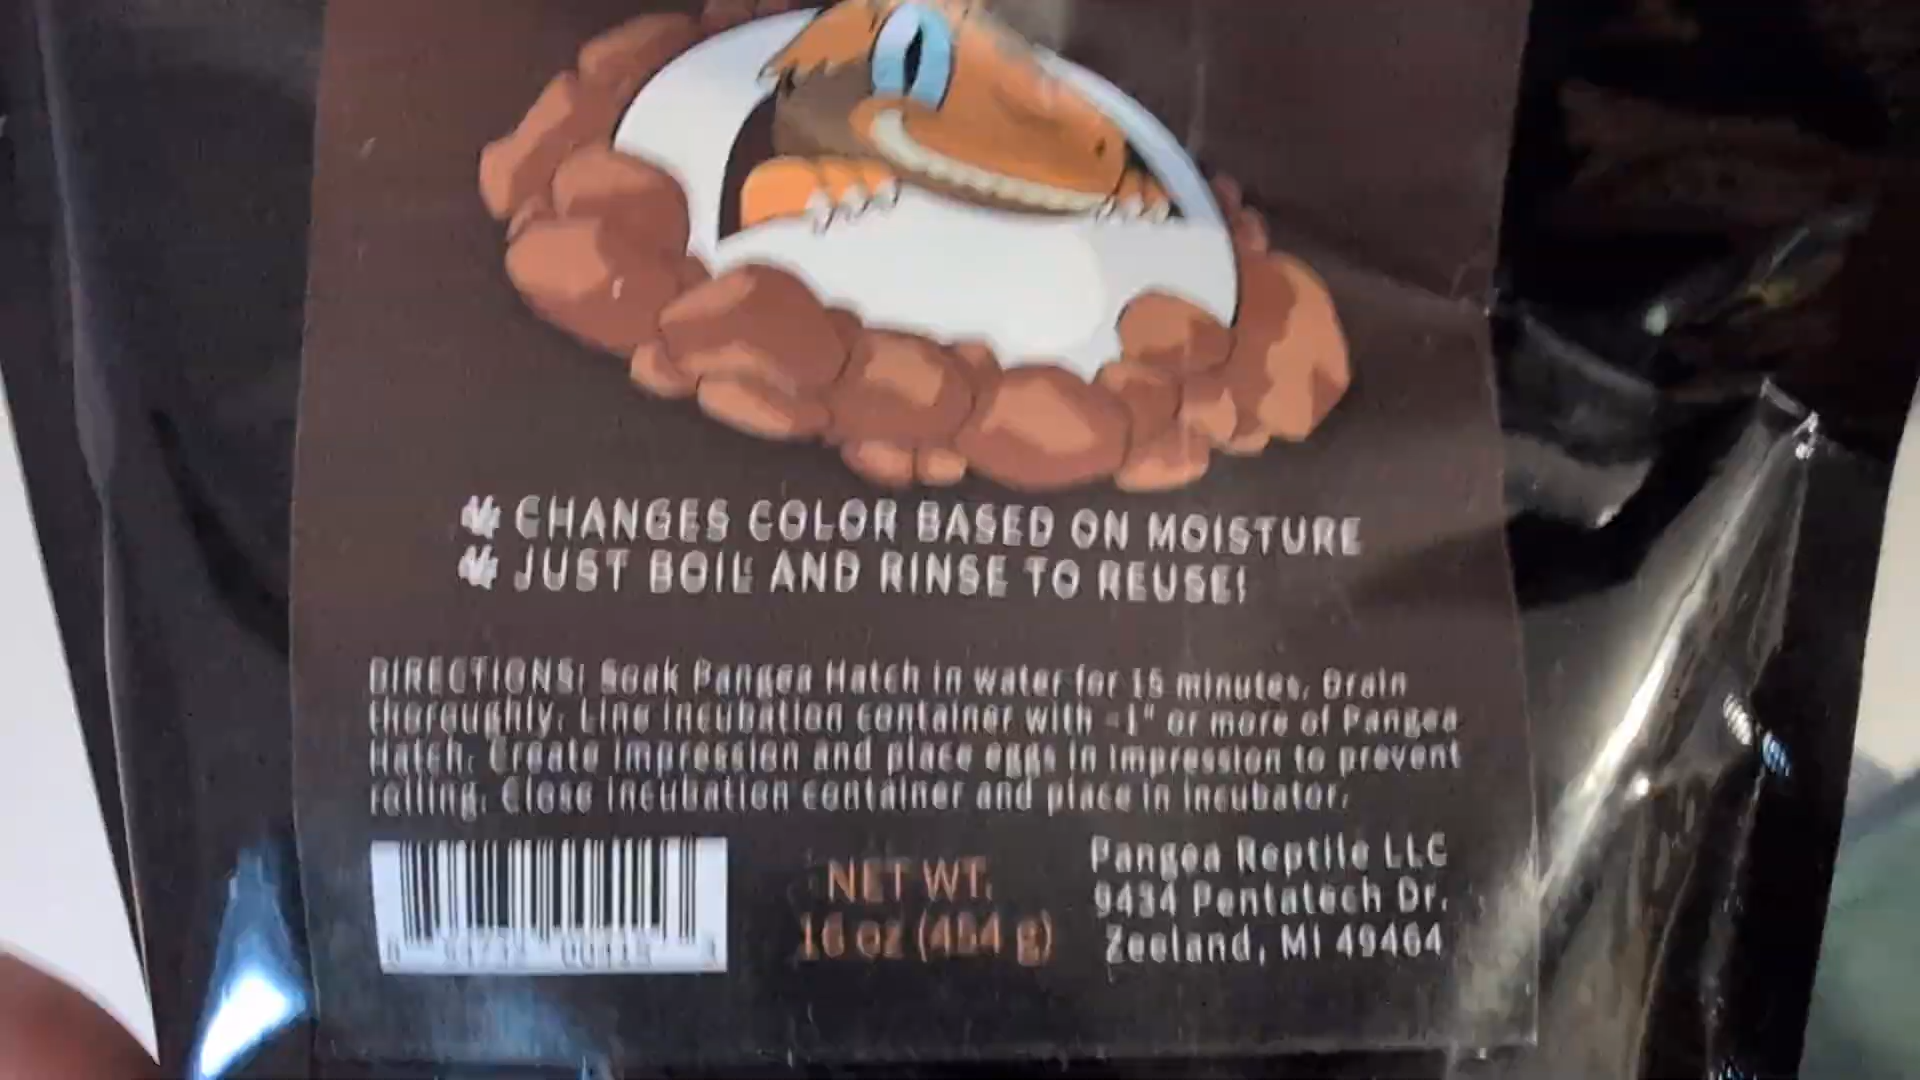 CHANGES COLOR BASED ON MOISTURE
JUST BOIL AND RINSE TO REUSE!
DIRECTIONS: Soak Pangea Hatch in water for 15 minutes. Drain
thoroughly. Line incubation container with ~1" or more of Pangea
Hatch. Create impression and place eggs in impression to prevent
rolling. Close incubation container and place in incubator.
NET WT.
16 oz (454 g)
Pangea Reptile LLC
9434 Pentatech Dr.
Zeeland, MI 49464